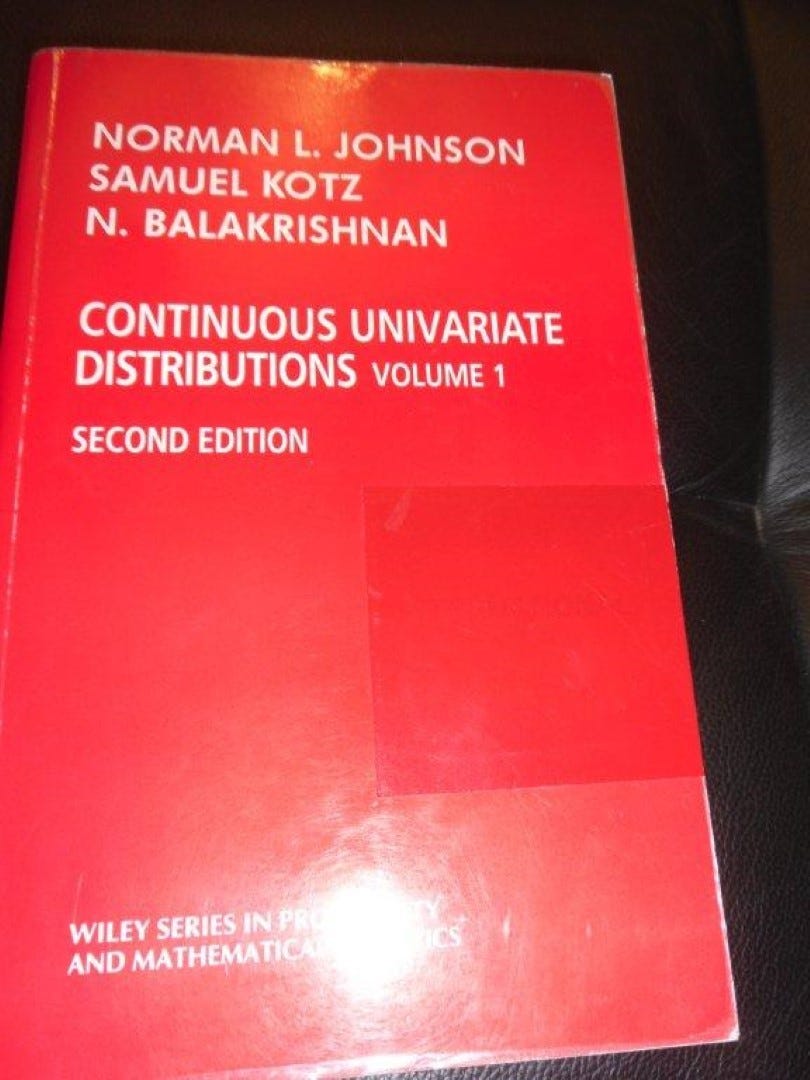 NORMAN L. JOHNSON
SAMUEL KOTZ
N. BALAKRISHNAN
CONTINUOUS UNIVARIATE
DISTRIBUTIONS VOLUME 1
SECOND EDITION
WILEY SERIES IN
AND